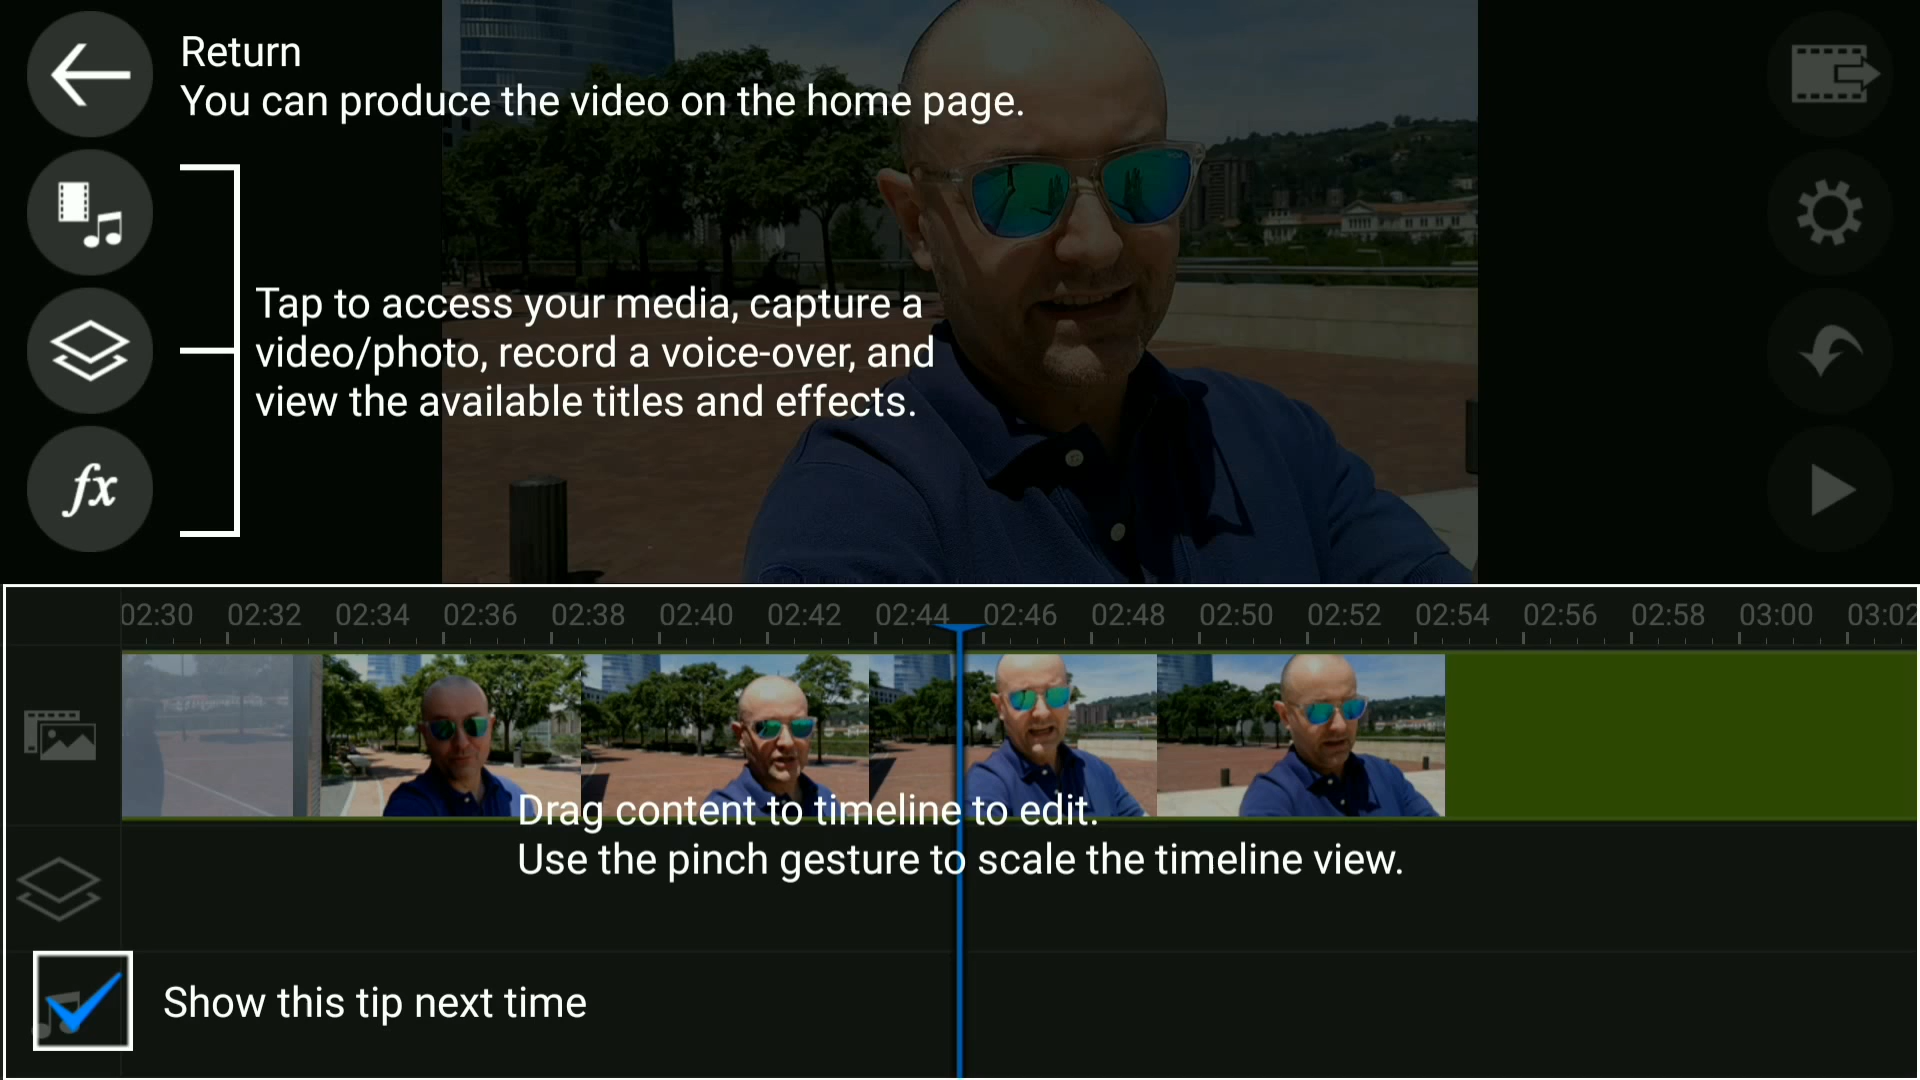 Return
You can produce the video on the home page.
Tap to access your media, capture a
video/photo, record a voice-over, and
view the available titles and effects.
fx
02:30 02:32 02:34 02:36 02:38 02:40 02:42 02:44 02:46 02:48 02:50 02:52 02:54 02:56 02:58 03:00 03:02
Drag content to timeline to edit.
Use the pinch gesture to scale the timeline view.
Show this tip next time